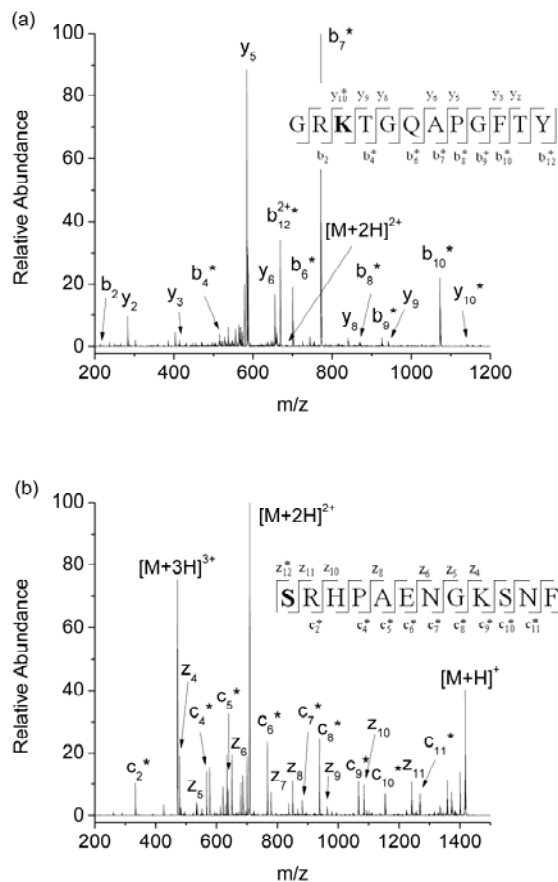 (a)
100
80
60
40
20
0
Relative Abundance
b₇*
y₅
y₁₀* y₉ y₈ y₆ y₅ y₃ y₂
G R K T G Q A P G F T Y
b₂ b₄* b₆* b₇* b₈* b₉* b₁₀* b₁₂⁺
b₁₂²⁺*
[M+2H]²⁺
b₂
y₂
y₃
b₄*
y₆
b₆*
y₈
b₈*
b₉*
y₉
b₁₀*
y₁₀*
200 400 600 800 1000 1200
m/z
(b)
100
80
60
40
20
0
Relative Abundance
[M+2H]²⁺
[M+3H]³⁺
z₁₂* z₁₁ z₁₀ z₈ z₆ z₅ z₄
S R H P A E N G K S N F
c₂* c₄* c₅* c₆* c₇* c₈* c₉* c₁₀* c₁₁*
[M+H]⁺
c₂*
z₄
z₅
c₄*
c₅*
z₆
c₆*
z₇
z₈
c₇*
c₈*
z₉
c₉*
z₁₀
c₁₀*
z₁₁
c₁₁*
200 400 600 800 1000 1200 1400
m/z